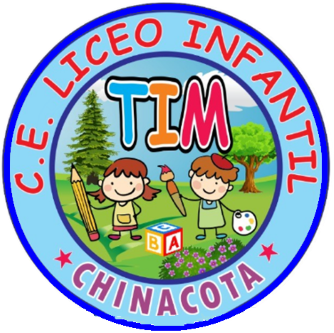 C.E. LICEO INFANTIL
TIM
C B A
CHINACOTA